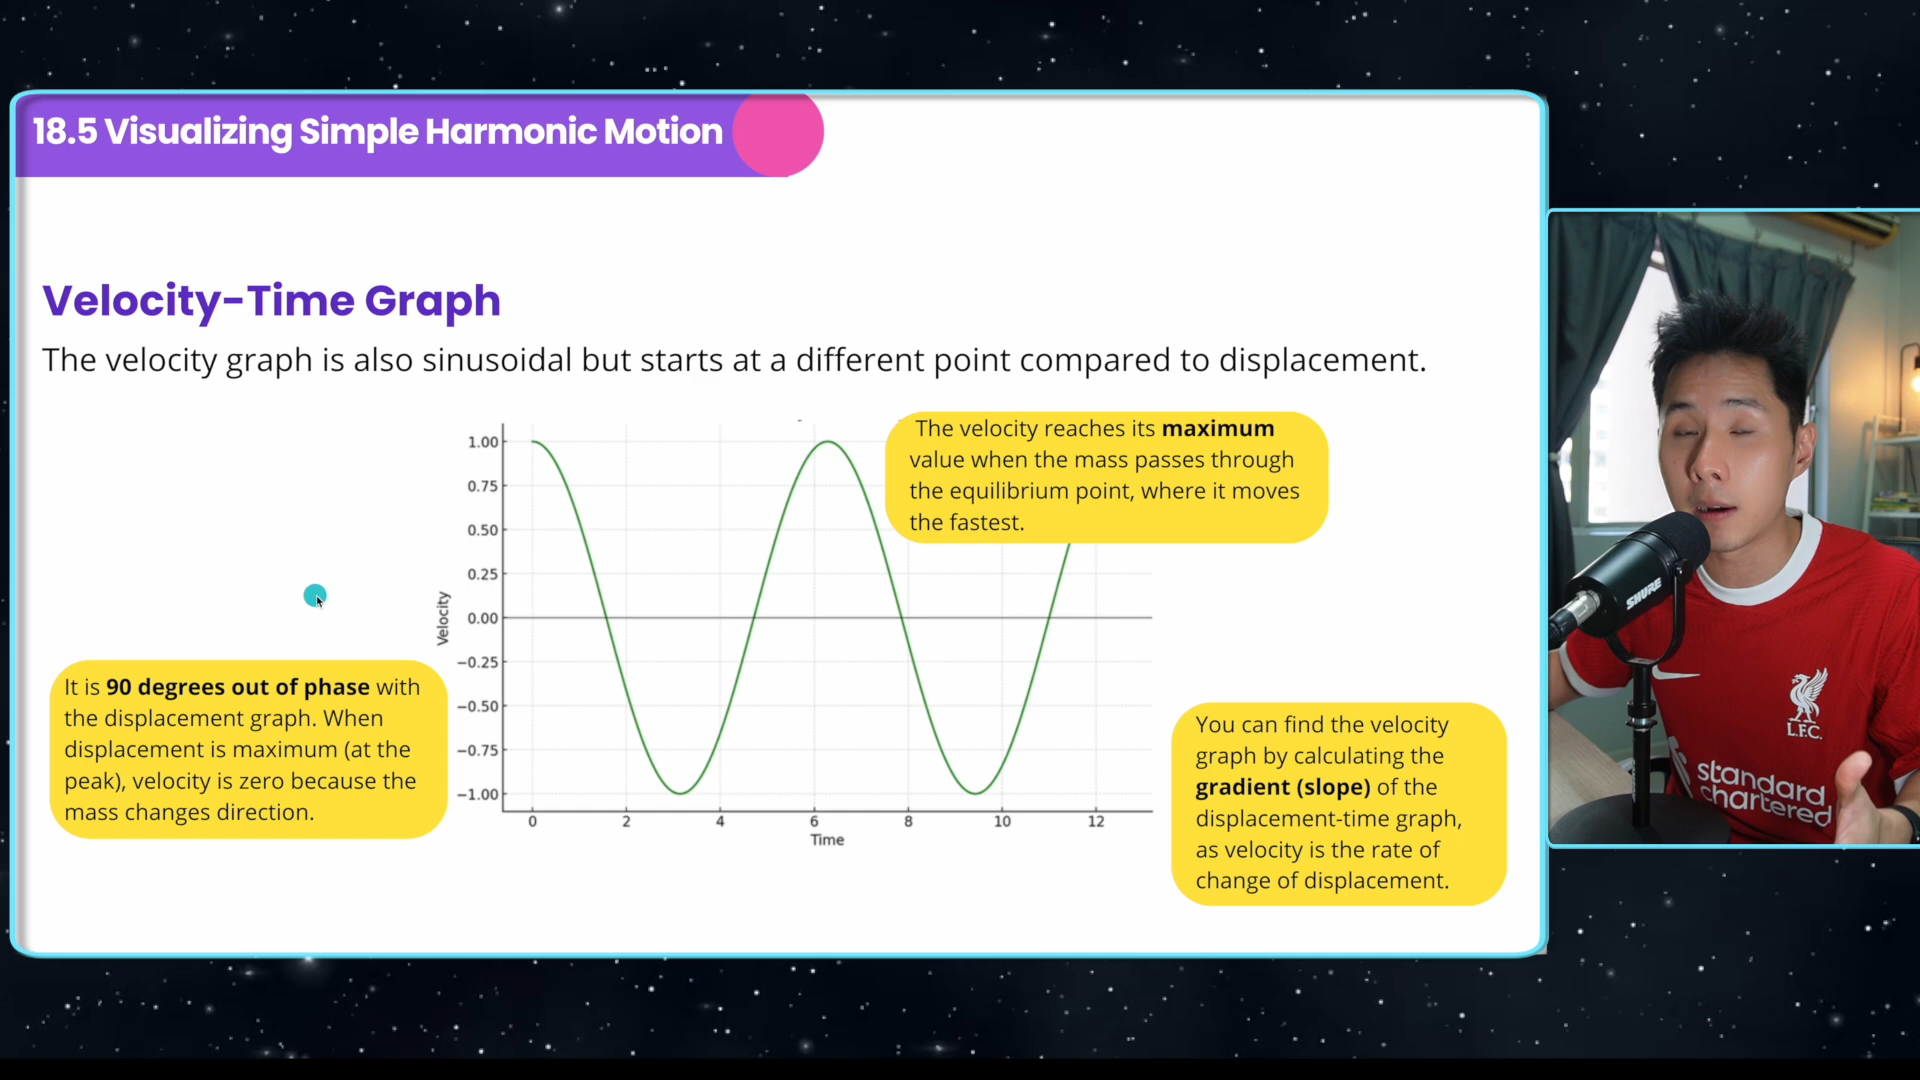 18.5 Visualizing Simple Harmonic Motion
Velocity-Time Graph
The velocity graph is also sinusoidal but starts at a different point compared to displacement.
The velocity reaches its maximum
value when the mass passes through
the equilibrium point, where it moves
the fastest.
1.00
0.75
0.50
0.25
0.00
−0.25
−0.50
−0.75
−1.00
Velocity
0 2 4 6 8 10 12
Time
It is 90 degrees out of phase with
the displacement graph. When
displacement is maximum (at the
peak), velocity is zero because the
mass changes direction.
You can find the velocity
graph by calculating the
gradient (slope) of the
displacement-time graph,
as velocity is the rate of
change of displacement.
SHURE
L.F.C.
standard
chartered